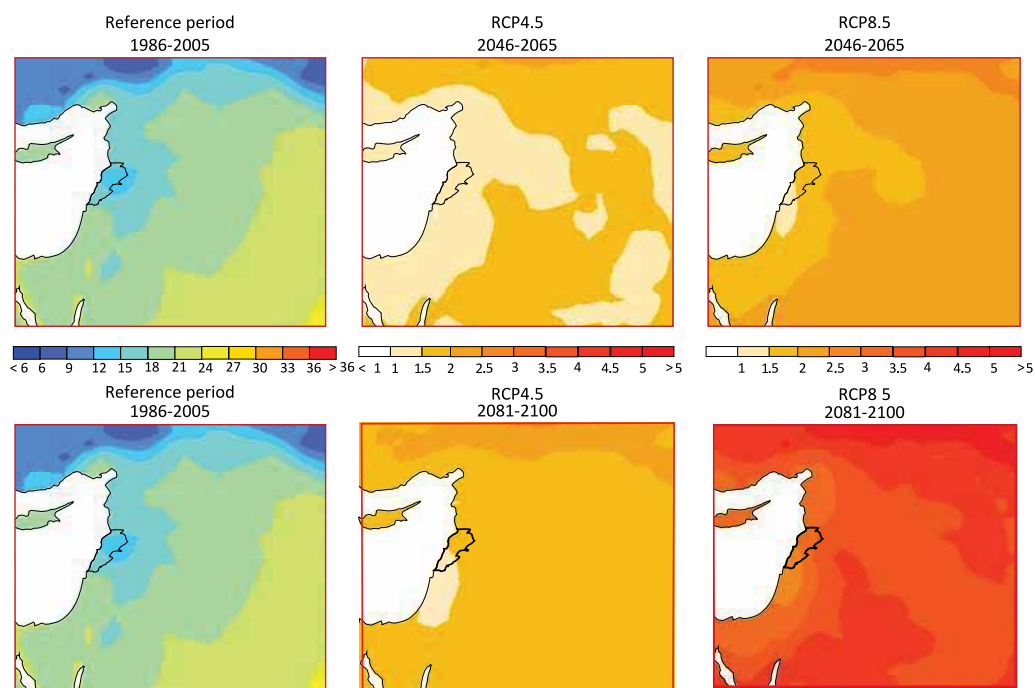 Reference period
1986-2005
RCP4.5
2046-2065
RCP8.5
2046-2065
< 6 6 9 12 15 18 21 24 27 30 33 36 > 36
< 1 1 1.5 2 2.5 3 3.5 4 4.5 5 >5
1 1.5 2 2.5 3 3.5 4 4.5 5 >5
Reference period
1986-2005
RCP4.5
2081-2100
RCP8 5
2081-2100